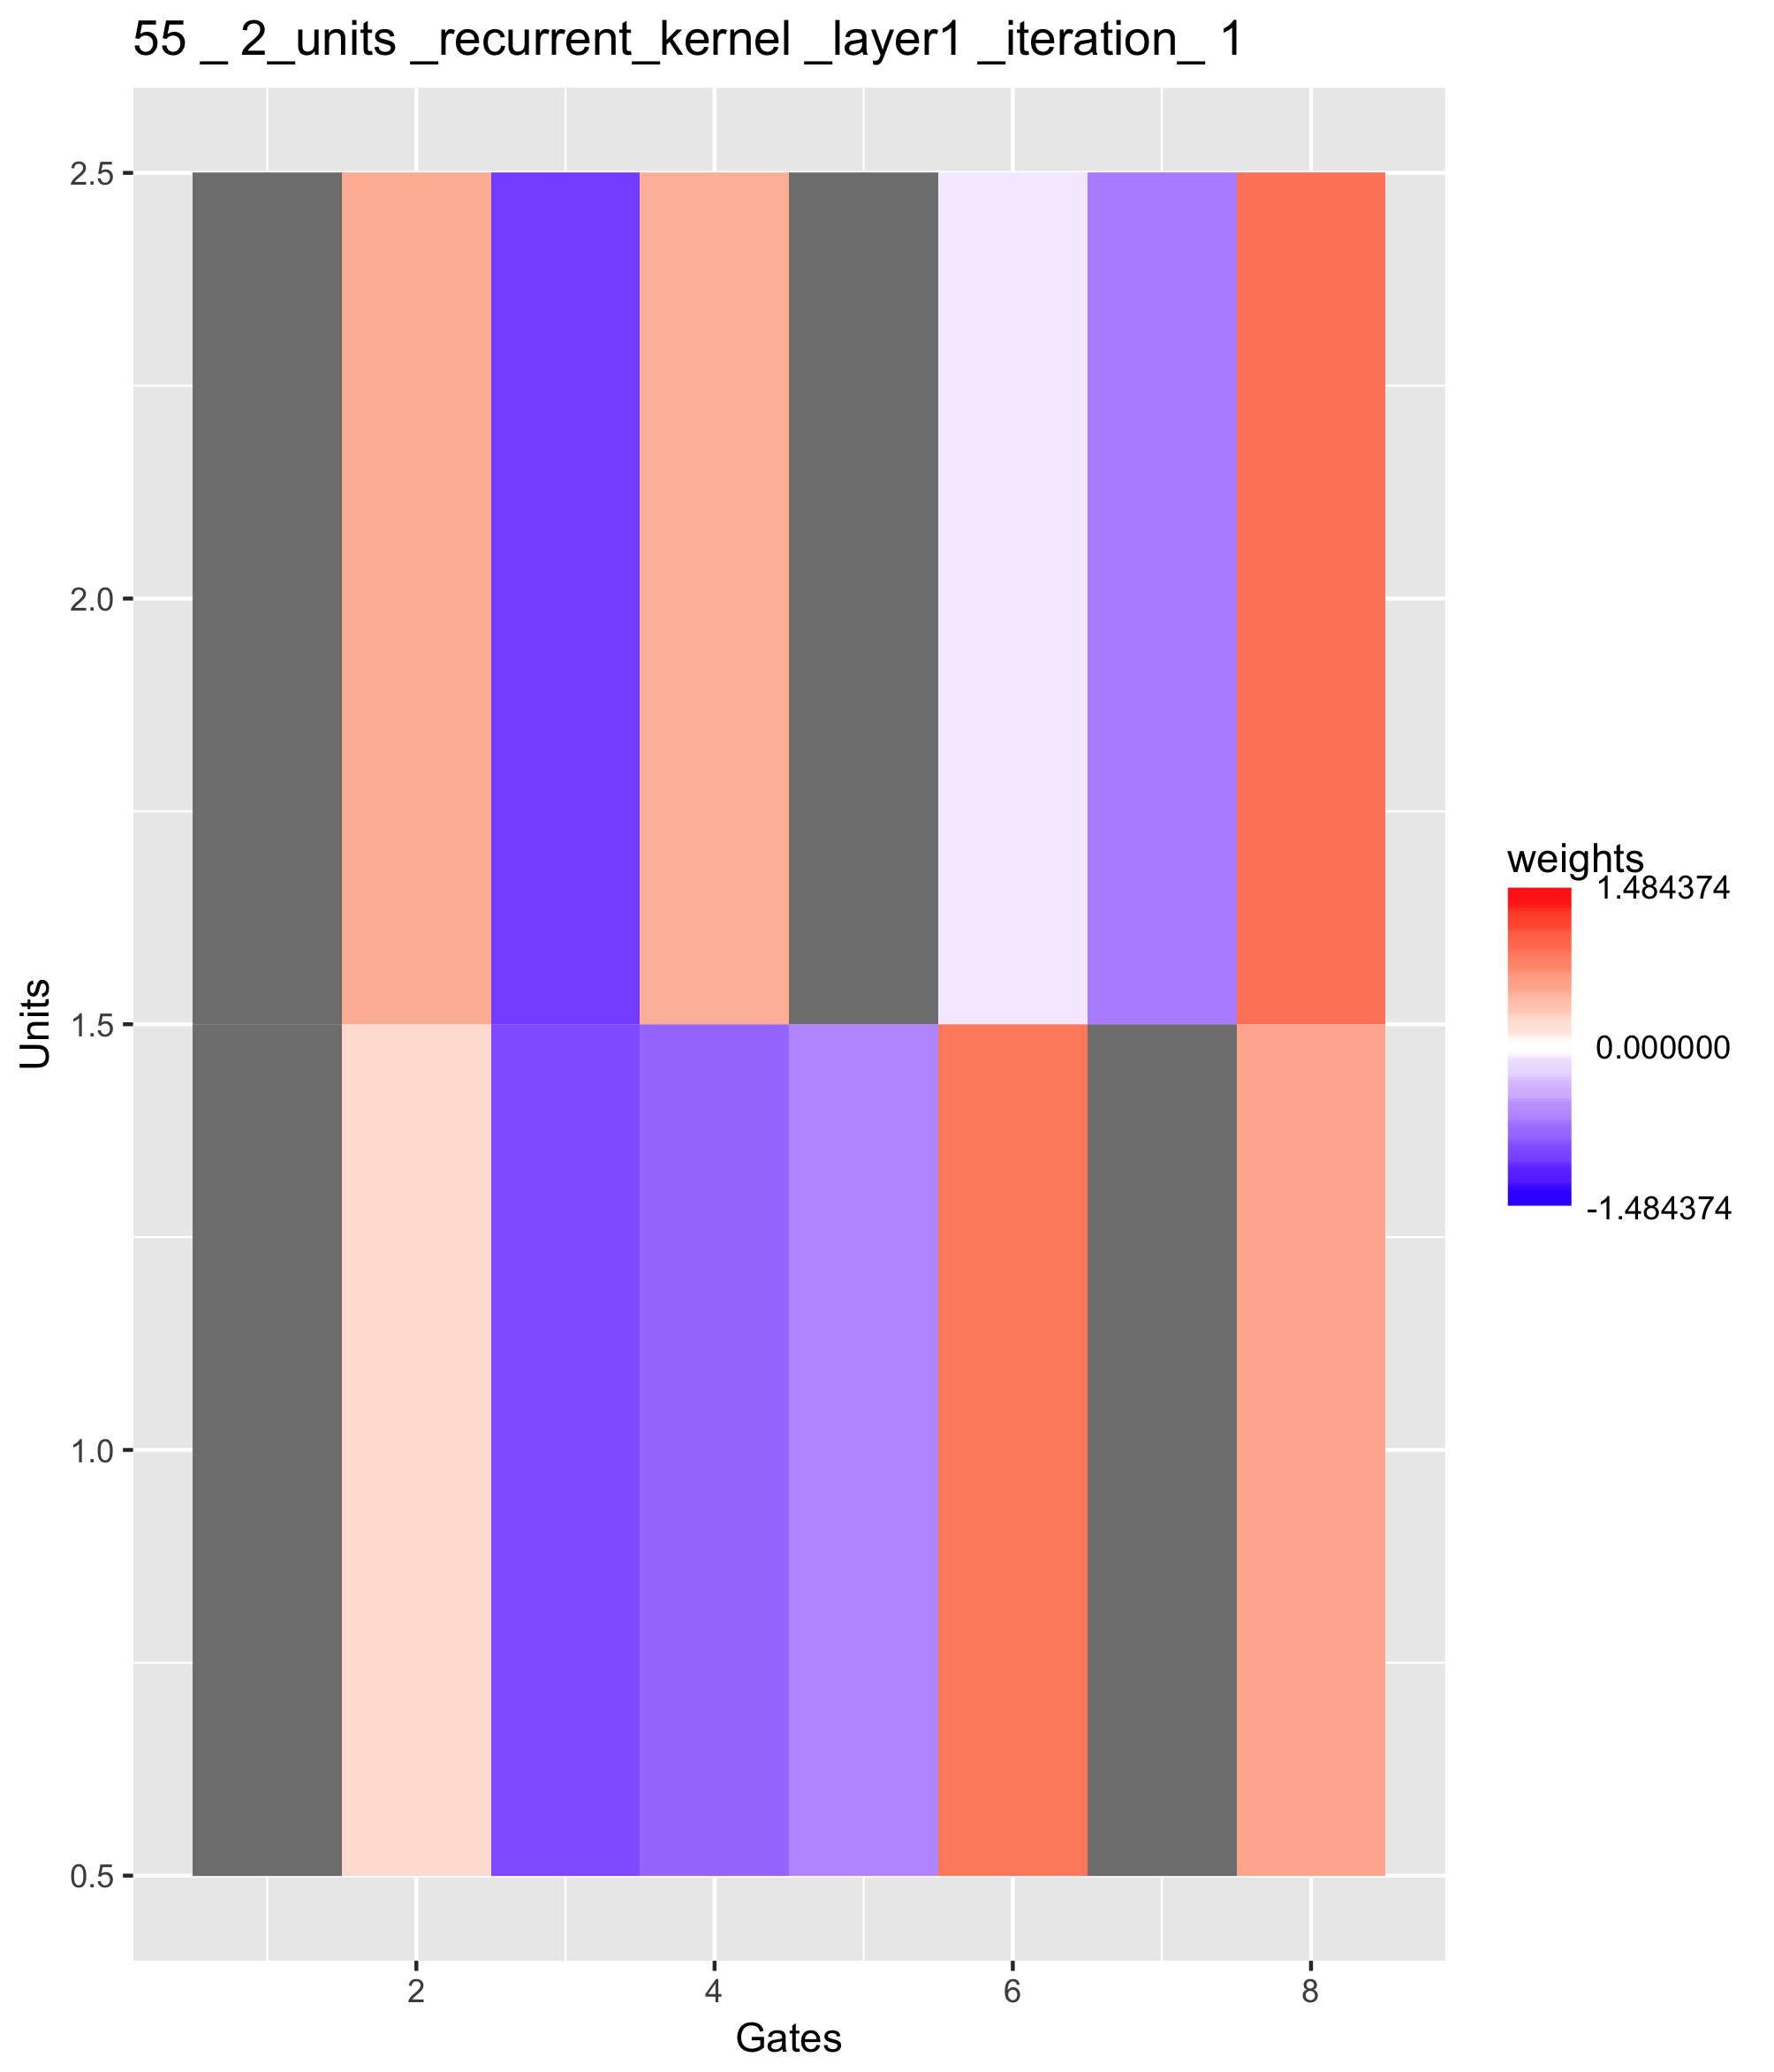 55 _ 2_units _recurrent_kernel _layer1 _iteration_ 1
2.5
2.0
1.5
1.0
0.5
Units
2 4 6 8
Gates
weights
1.484374
0.000000
-1.484374